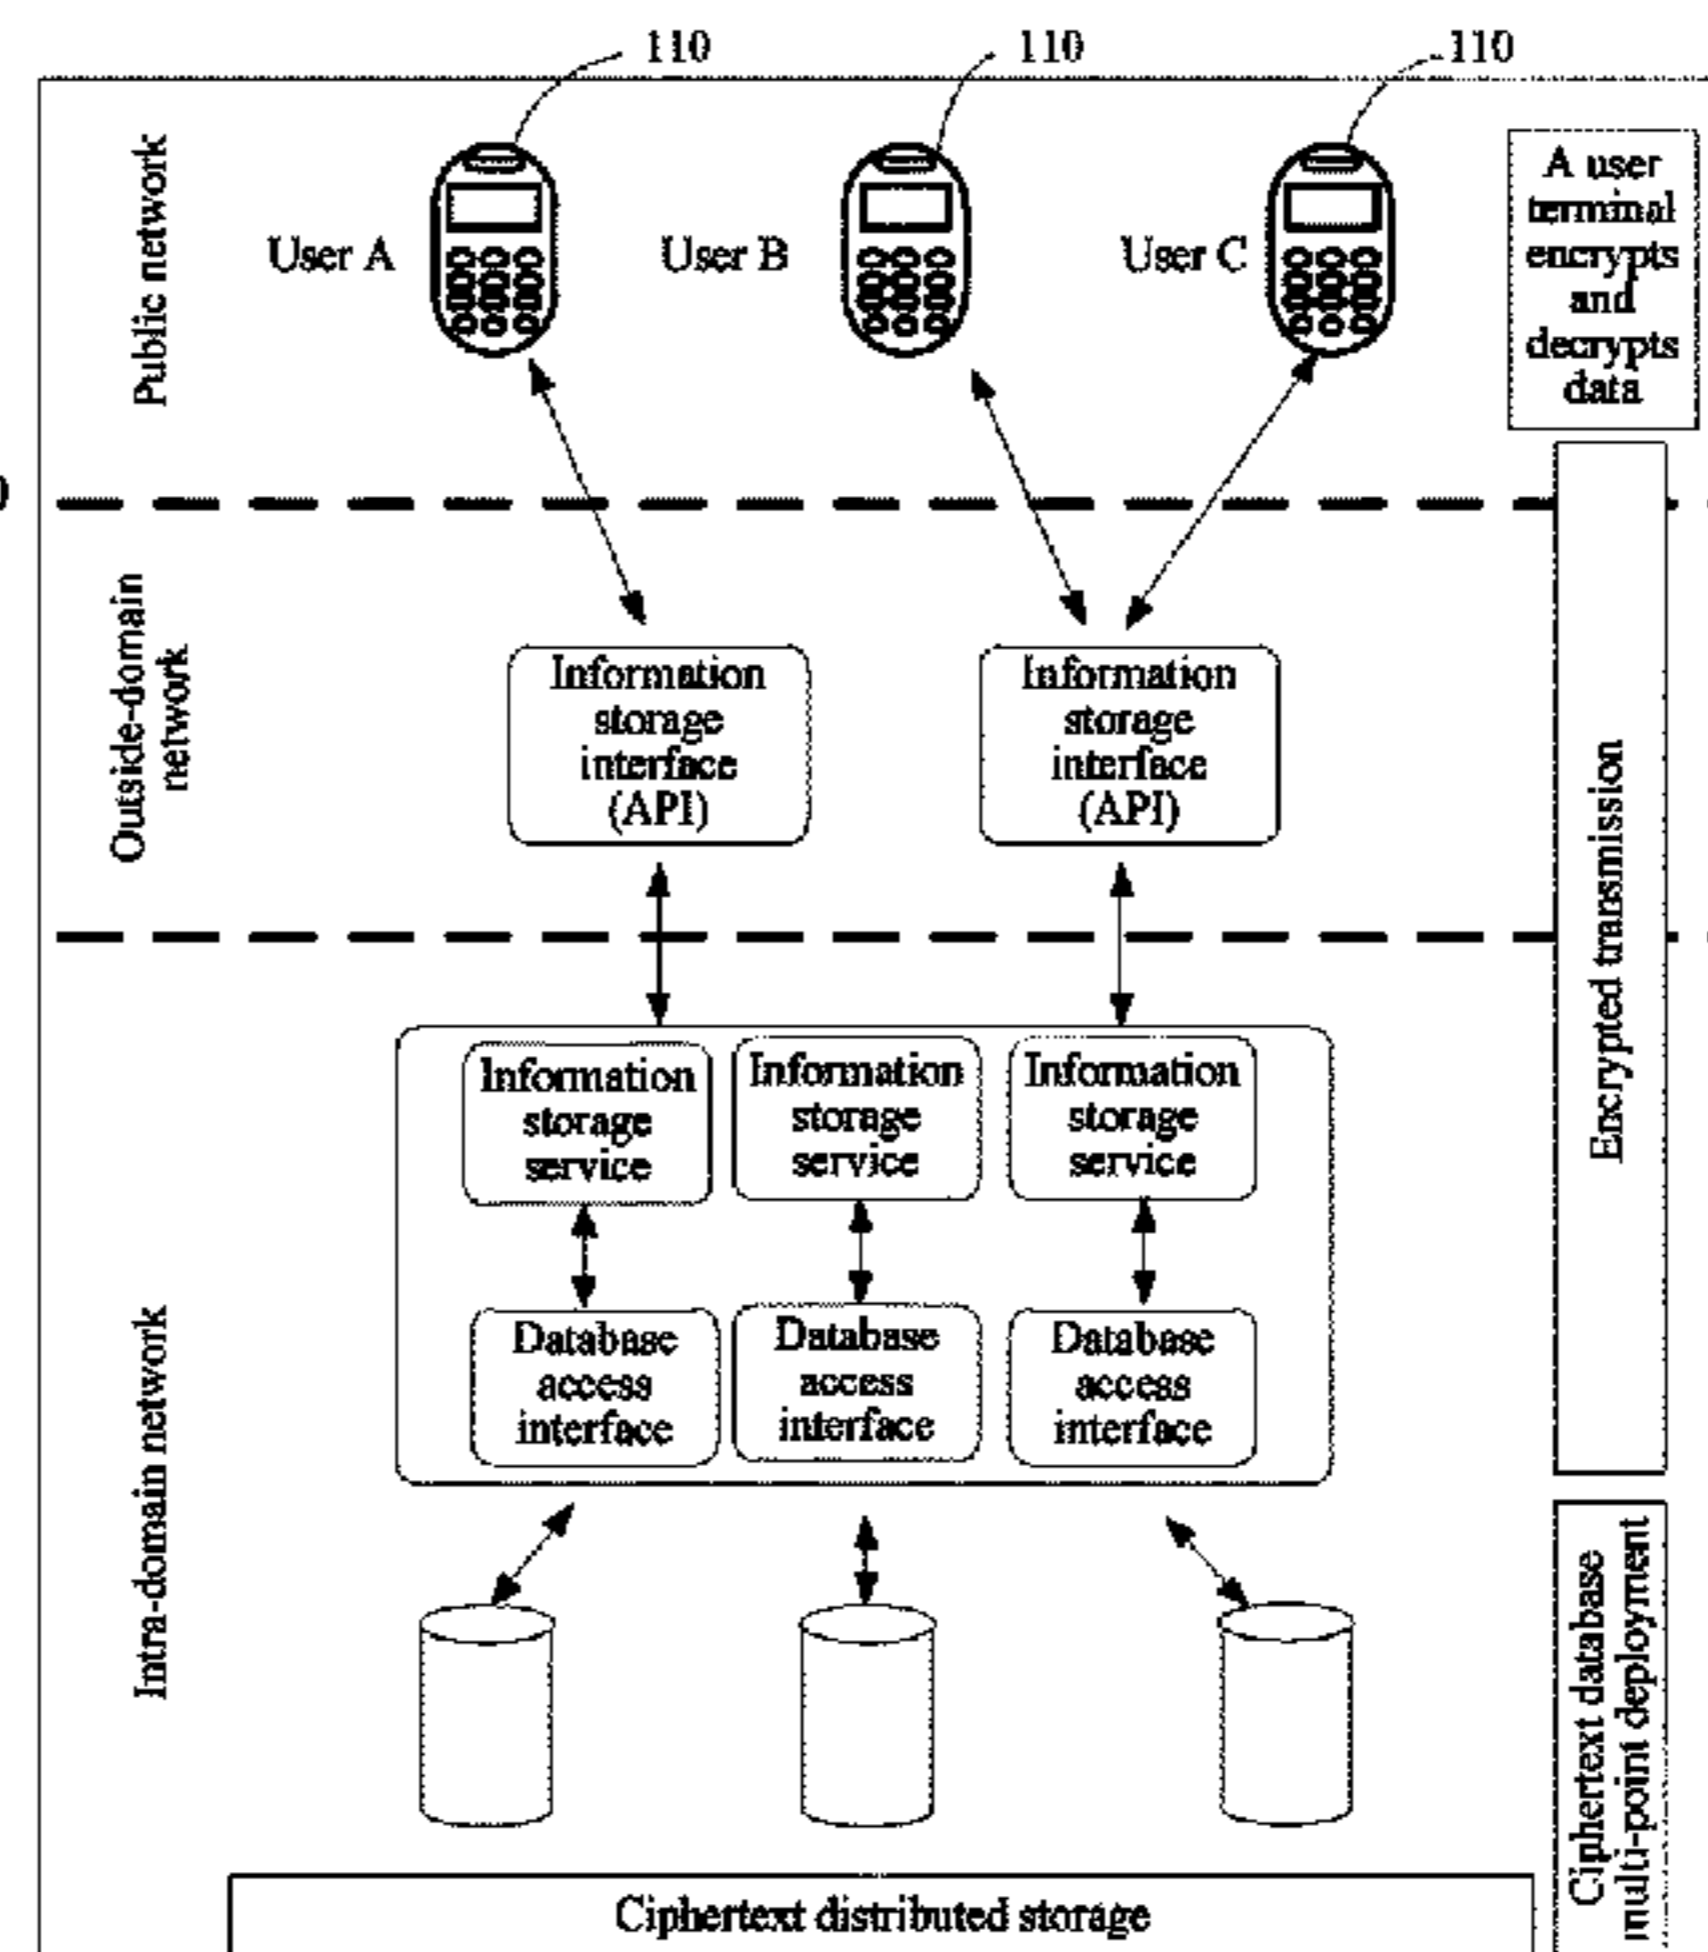 110
110
110
Public network
User A
User B
User C
A user
terminal
encrypts
and
decrypts
data
Outside-domain
network
Information
storage
interface
(API)
Information
storage
interface
(API)
Encrypted transmission
Intra-domain network
Information
storage
service
Information
storage
service
Information
storage
service
Database
access
interface
Database
access
interface
Database
access
interface
Ciphertext database
multi-point deployment
Ciphertext distributed storage